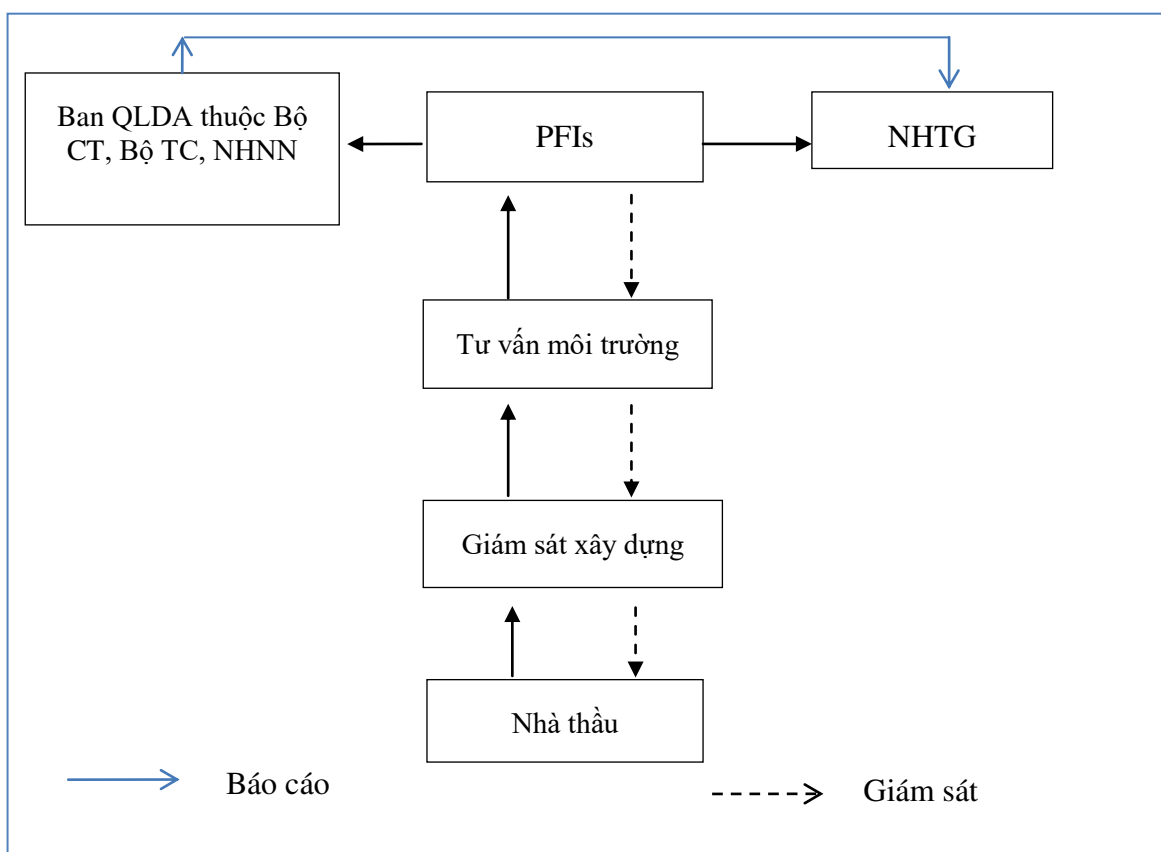 Ban QLDA thuộc Bộ
CT, Bộ TC, NHNN
PFIs
NHTG
Tư vấn môi trường
Giám sát xây dựng
Nhà thầu
Báo cáo
Giám sát